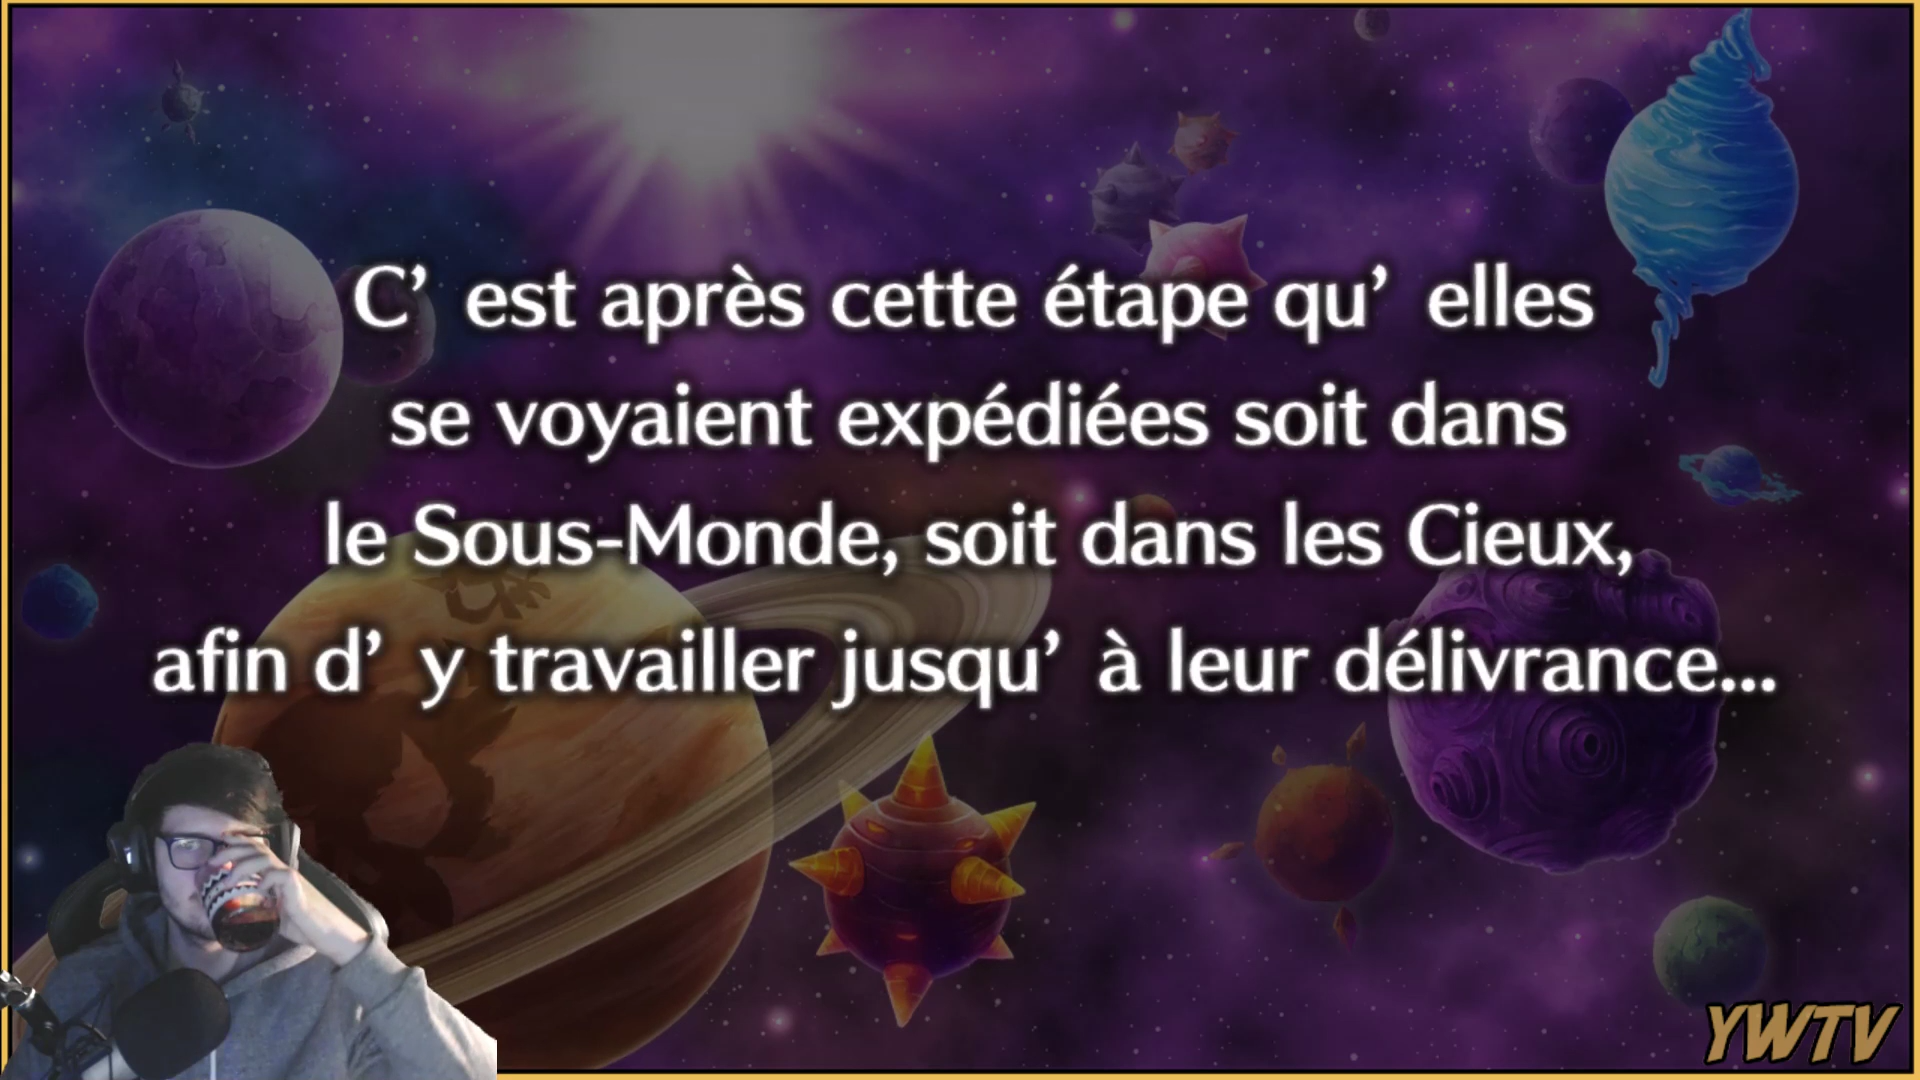 C’ est après cette étape qu’ elles
se voyaient expédiées soit dans
le Sous-Monde, soit dans les Cieux,
afin d’ y travailler jusqu’ à leur délivrance...
YWTV